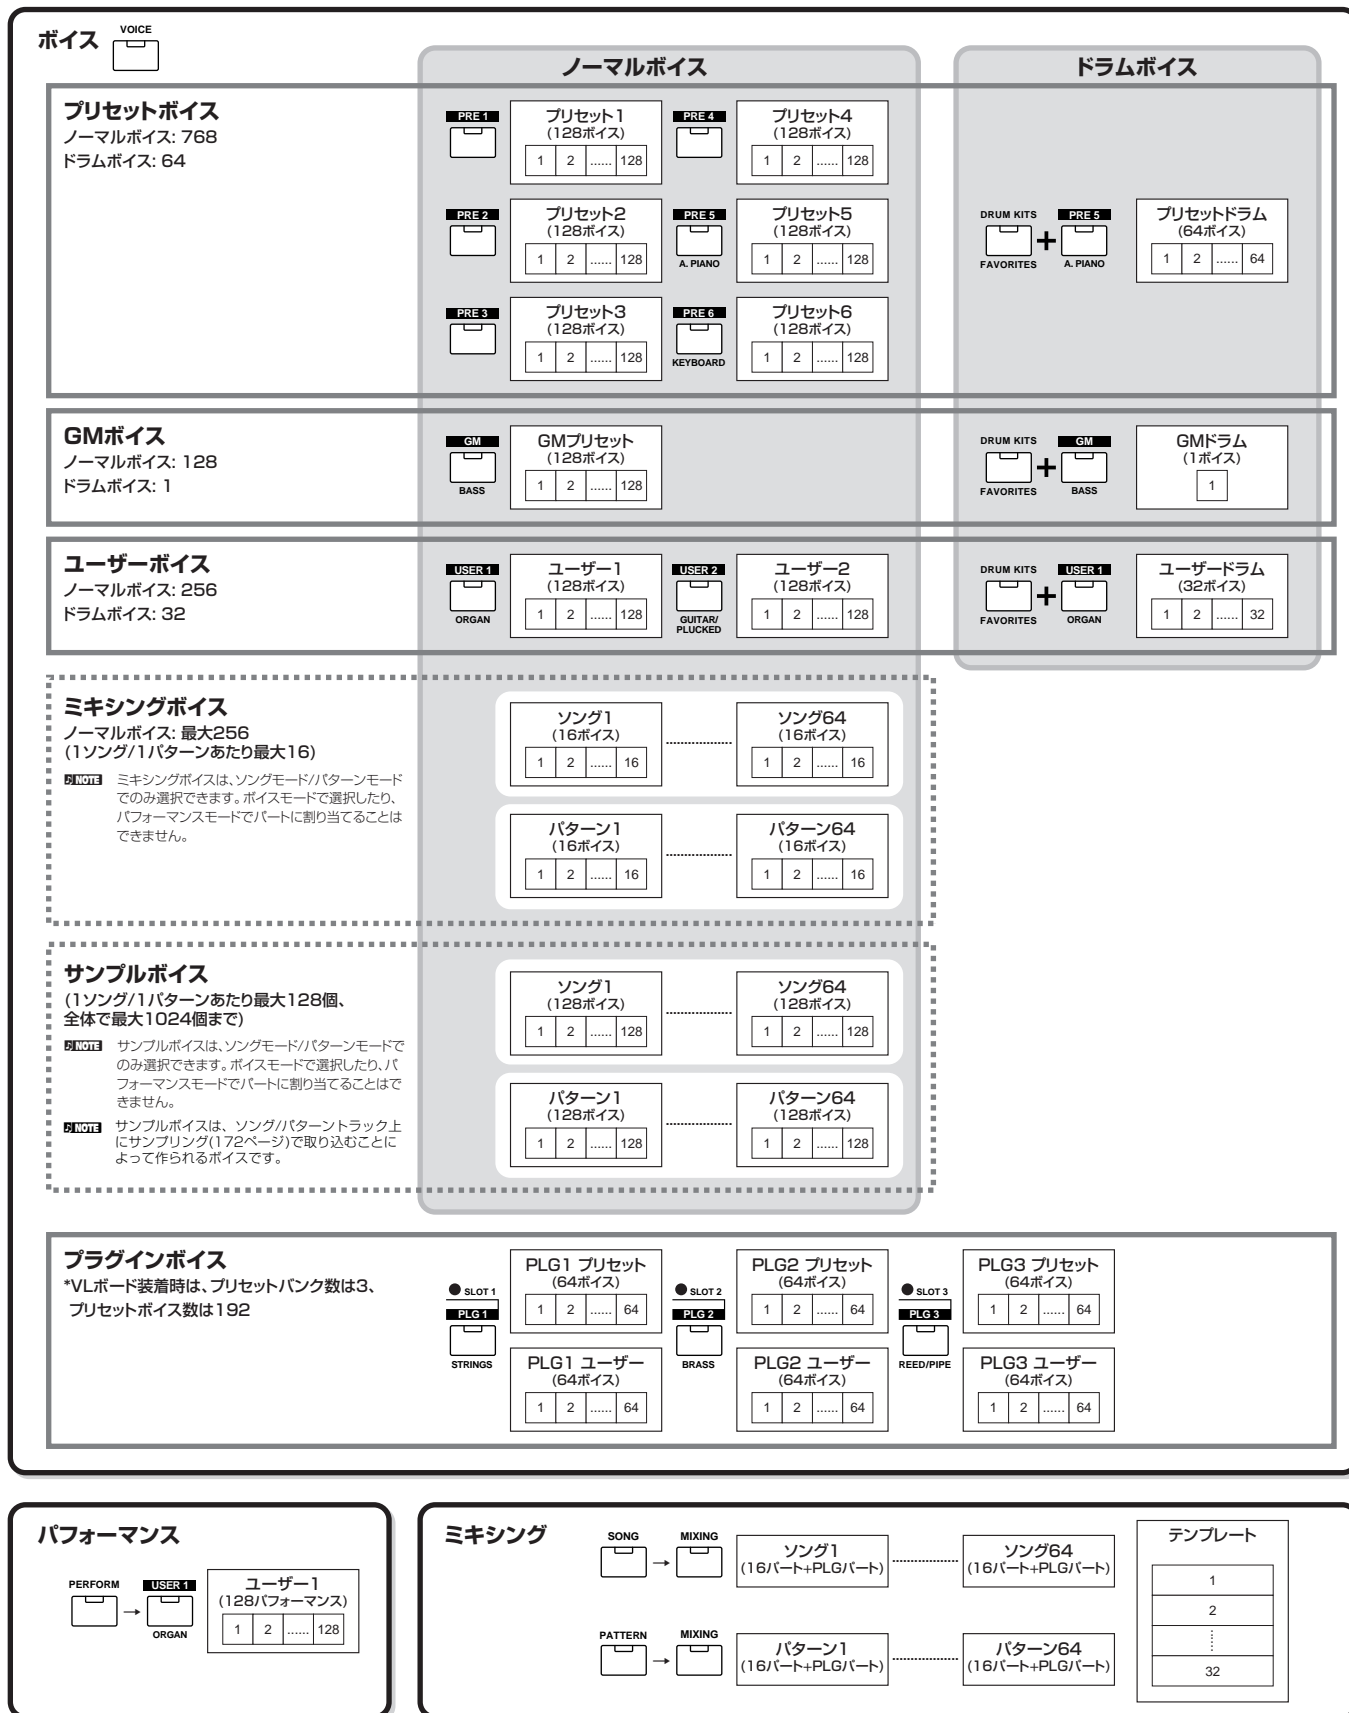 ボイス
VOICE
ノーマルボイス
ドラムボイス
プリセットボイス
ノーマルボイス: 768
ドラムボイス: 64
PRE 1
プリセット1
(128ボイス)
1 2 ...... 128
PRE 4
プリセット4
(128ボイス)
1 2 ...... 128
PRE 2
プリセット2
(128ボイス)
1 2 ...... 128
PRE 5
A. PIANO
プリセット5
(128ボイス)
1 2 ...... 128
DRUM KITS
FAVORITES
+
PRE 5
A. PIANO
プリセットドラム
(64ボイス)
1 2 ...... 64
PRE 3
プリセット3
(128ボイス)
1 2 ...... 128
PRE 6
KEYBOARD
プリセット6
(128ボイス)
1 2 ...... 128
GMボイス
ノーマルボイス: 128
ドラムボイス: 1
GM
BASS
GMプリセット
(128ボイス)
1 2 ...... 128
DRUM KITS
FAVORITES
+
GM
BASS
GMドラム
(1ボイス)
1
ユーザーボイス
ノーマルボイス: 256
ドラムボイス: 32
USER 1
ORGAN
ユーザー1
(128ボイス)
1 2 ...... 128
USER 2
GUITAR/
PLUCKED
ユーザー2
(128ボイス)
1 2 ...... 128
DRUM KITS
FAVORITES
+
USER 1
ORGAN
ユーザードラム
(32ボイス)
1 2 ...... 32
ミキシングボイス
ノーマルボイス: 最大256
(1ソング/1パターンあたり最大16)
NOTE ミキシングボイスは、ソングモード/パターンモード
でのみ選択できます。ボイスモードで選択したり、
パフォーマンスモードでパートに割り当てることは
できません。
ソング1
(16ボイス)
1 2 ...... 16
ソング64
(16ボイス)
1 2 ...... 16
パターン1
(16ボイス)
1 2 ...... 16
パターン64
(16ボイス)
1 2 ...... 16
サンプルボイス
(1ソング/1パターンあたり最大128個、
全体で最大1024個まで)
NOTE サンプルボイスは、ソングモード/パターンモードで
のみ選択できます。ボイスモードで選択したり、パ
フォーマンスモードでパートに割り当てることはで
きません。
NOTE サンプルボイスは、ソング/パターントラック上
にサンプリング(172ページ)で取り込むことに
よって作られるボイスです。
ソング1
(128ボイス)
1 2 ...... 128
ソング64
(128ボイス)
1 2 ...... 128
パターン1
(128ボイス)
1 2 ...... 128
パターン64
(128ボイス)
1 2 ...... 128
プラグインボイス
*VLボード装着時は、プリセットバンク数は3、
プリセットボイス数は192
SLOT 1
PLG 1
STRINGS
PLG1 プリセット
(64ボイス)
1 2 ...... 64
PLG1 ユーザー
(64ボイス)
1 2 ...... 64
SLOT 2
PLG 2
BRASS
PLG2 プリセット
(64ボイス)
1 2 ...... 64
PLG2 ユーザー
(64ボイス)
1 2 ...... 64
SLOT 3
PLG 3
REED/PIPE
PLG3 プリセット
(64ボイス)
1 2 ...... 64
PLG3 ユーザー
(64ボイス)
1 2 ...... 64
パフォーマンス
PERFORM
→
USER 1
ORGAN
ユーザー1
(128パフォーマンス)
1 2 ...... 128
ミキシング
SONG
→
MIXING
ソング1
(16パート+PLGパート)
ソング64
(16パート+PLGパート)
PATTERN
→
MIXING
パターン1
(16パート+PLGパート)
パターン64
(16パート+PLGパート)
テンプレート
1
2
32